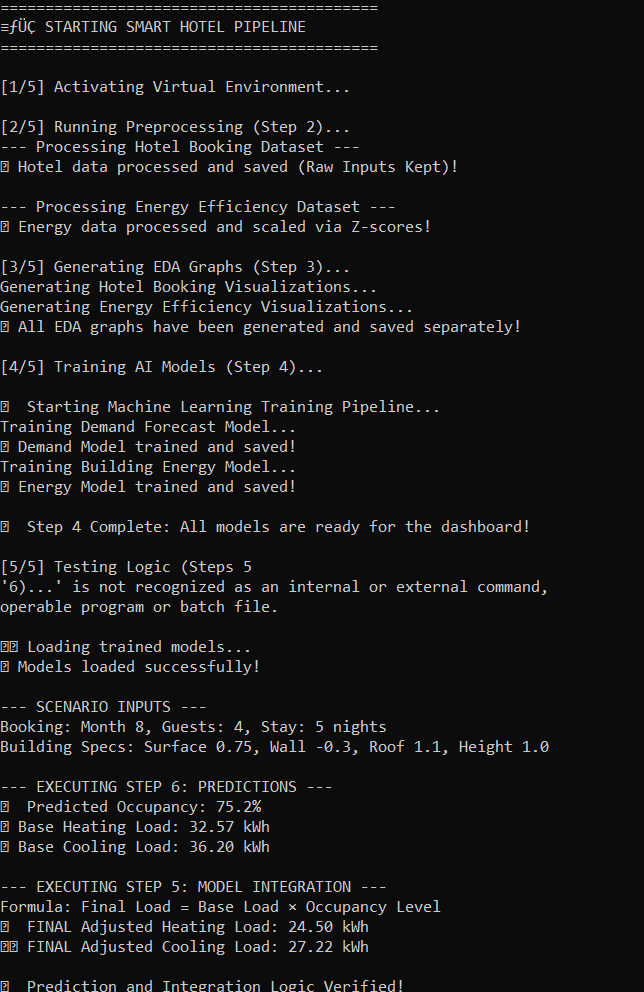 ==========================================
≡ƒÜÇ STARTING SMART HOTEL PIPELINE
==========================================
[1/5] Activating Virtual Environment...
[2/5] Running Preprocessing (Step 2)...
--- Processing Hotel Booking Dataset ---
⍰ Hotel data processed and saved (Raw Inputs Kept)!
--- Processing Energy Efficiency Dataset ---
⍰ Energy data processed and scaled via Z-scores!
[3/5] Generating EDA Graphs (Step 3)...
Generating Hotel Booking Visualizations...
Generating Energy Efficiency Visualizations...
⍰ All EDA graphs have been generated and saved separately!
[4/5] Training AI Models (Step 4)...
⍰  Starting Machine Learning Training Pipeline...
Training Demand Forecast Model...
⍰ Demand Model trained and saved!
Training Building Energy Model...
⍰ Energy Model trained and saved!
⍰  Step 4 Complete: All models are ready for the dashboard!
[5/5] Testing Logic (Steps 5
'6)...' is not recognized as an internal or external command,
operable program or batch file.
⍰⍰ Loading trained models...
⍰ Models loaded successfully!
--- SCENARIO INPUTS ---
Booking: Month 8, Guests: 4, Stay: 5 nights
Building Specs: Surface 0.75, Wall -0.3, Roof 1.1, Height 1.0
--- EXECUTING STEP 6: PREDICTIONS ---
⍰  Predicted Occupancy: 75.2%
⍰ Base Heating Load: 32.57 kWh
⍰ Base Cooling Load: 36.20 kWh
--- EXECUTING STEP 5: MODEL INTEGRATION ---
Formula: Final Load = Base Load × Occupancy Level
⍰  FINAL Adjusted Heating Load: 24.50 kWh
⍰⍰ FINAL Adjusted Cooling Load: 27.22 kWh
⍰  Prediction and Integration Logic Verified!